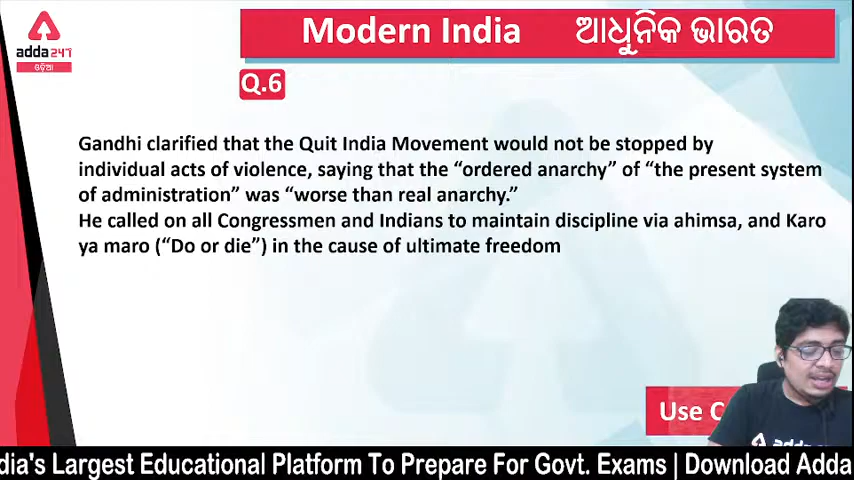 Modern India ଆଧୁନିକ ଭାରତ
adda247
ଓଡ଼ିଆ
Q.6
Gandhi clarified that the Quit India Movement would not be stopped by
individual acts of violence, saying that the “ordered anarchy” of “the present system
of administration” was “worse than real anarchy.”
He called on all Congressmen and Indians to maintain discipline via ahimsa, and Karo
ya maro (“Do or die”) in the cause of ultimate freedom
Use
dia's Largest Educational Platform To Prepare For Govt. Exams | Download Adda